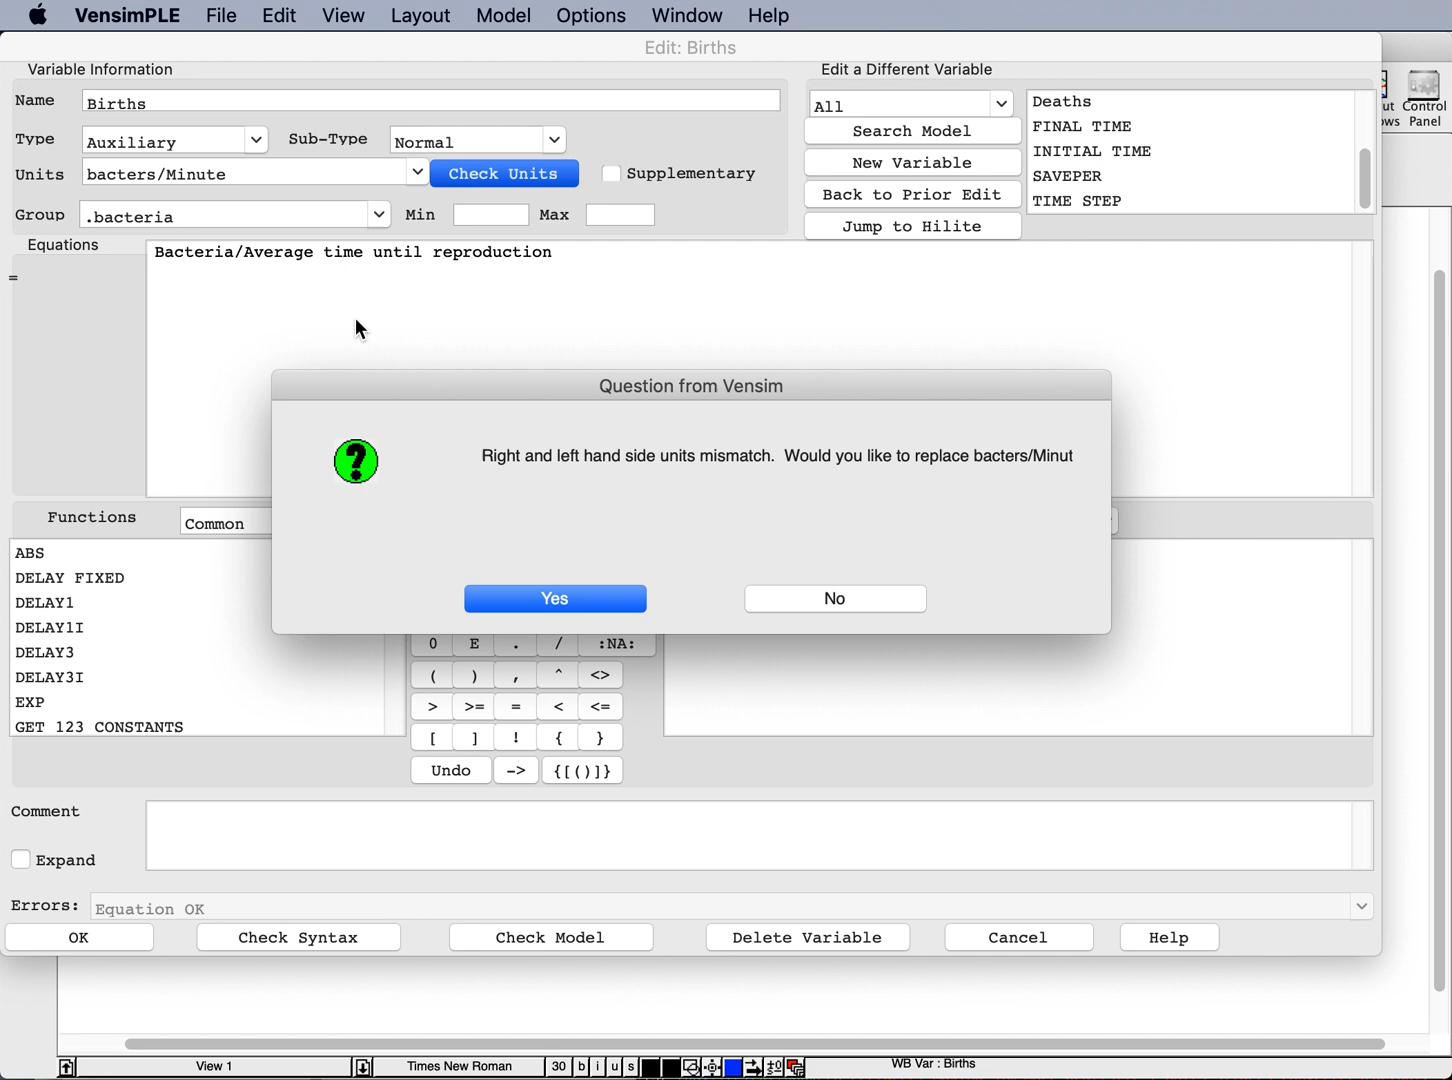 VensimPLE File Edit View Layout Model Options Window Help
Edit: Births
Variable Information
Edit a Different Variable
Name Births
Type Auxiliary Sub-Type Normal
Units bacters/Minute Check Units Supplementary
Group .bacteria Min Max
All
Search Model
New Variable
Back to Prior Edit
Jump to Hilite
Deaths
FINAL TIME
INITIAL TIME
SAVEPER
TIME STEP
ut Control
ws Panel
Equations
=
Bacteria/Average time until reproduction
Question from Vensim
?
Right and left hand side units mismatch. Would you like to replace bacters/Minut
Yes No
Functions Common
ABS
DELAY FIXED
DELAY1
DELAY1I
DELAY3
DELAY3I
EXP
GET 123 CONSTANTS
0 E . / :NA:
( ) , ^ <>
> >= = < <=
[ ] ! { }
Undo -> {[()]}
Comment
Expand
Errors: Equation OK
OK Check Syntax Check Model Delete Variable Cancel Help
View 1 Times New Roman 30 b i u s WB Var : Births